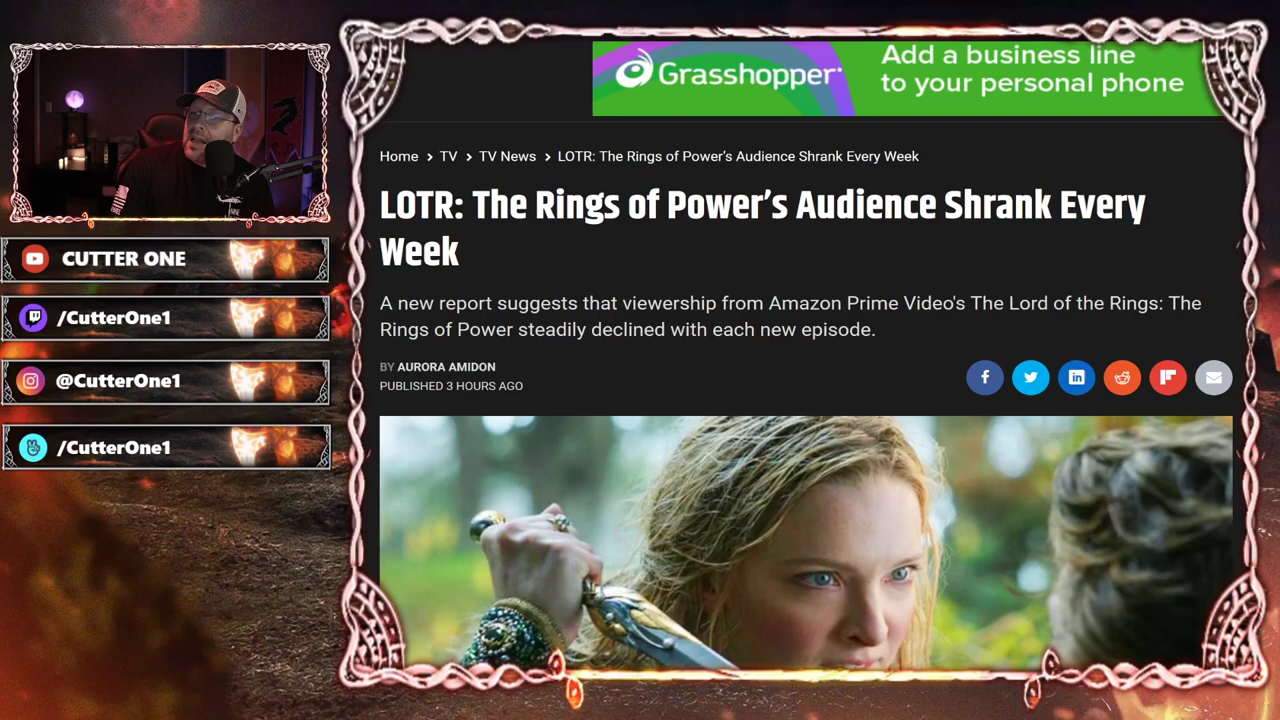 CUTTER ONE
/CutterOne1
@CutterOne1
/CutterOne1
Grasshopper
Add a business line
to your personal phone
Home > TV > TV News > LOTR: The Rings of Power's Audience Shrank Every Week
LOTR: The Rings of Power's Audience Shrank Every
Week
A new report suggests that viewership from Amazon Prime Video's The Lord of the Rings: The
Rings of Power steadily declined with each new episode.
BY AURORA AMIDON
PUBLISHED 3 HOURS AGO